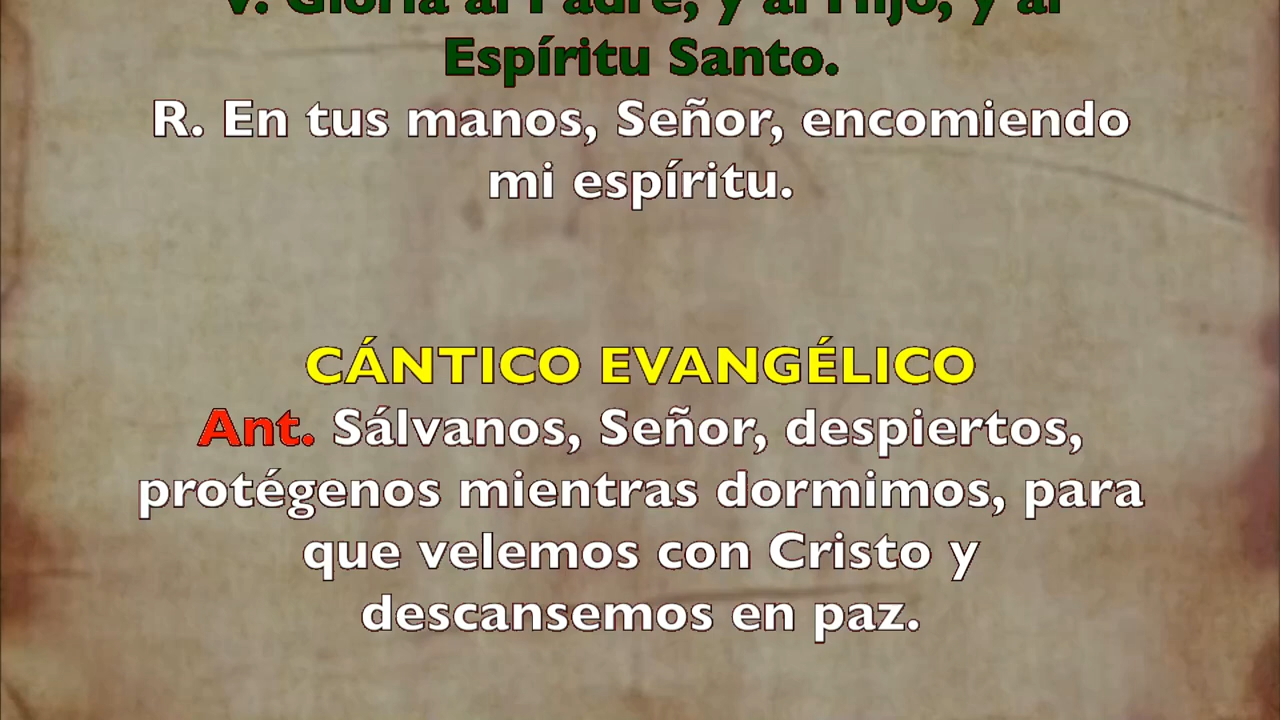 V. Gloria al Padre, y al Hijo, y al
Espíritu Santo.
R. En tus manos, Señor, encomiendo
mi espíritu.
CÁNTICO EVANGÉLICO
Ant. Sálvanos, Señor, despiertos,
protégenos mientras dormimos, para
que velemos con Cristo y
descansemos en paz.